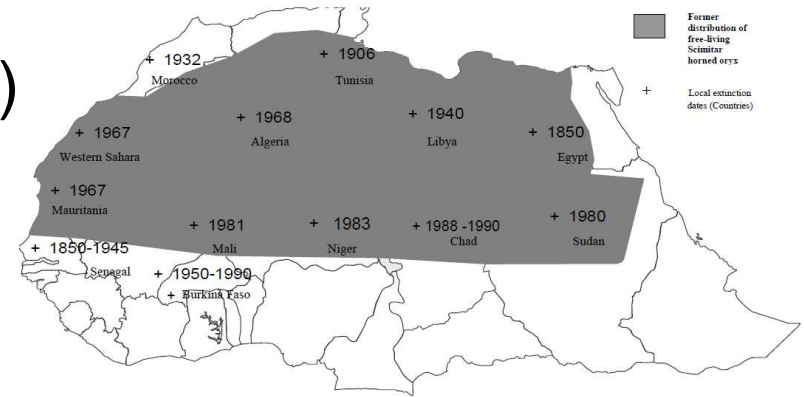 )
Former
distribution of
free-living
Scimitar
horned oryx
+ Local extinction
dates (Countries)
+ 1932
Morocco
+ 1906
Tunisia
+ 1968
Algeria
+ 1940
Libya
+ 1850
Egypt
+ 1967
Western Sahara
+ 1967
Mauritania
+ 1981
Mali
+ 1983
Niger
+ 1988 -1990
Chad
+ 1980
Sudan
+ 1850-1945
Senegal
+ 1950-1990
+ Burkina Faso